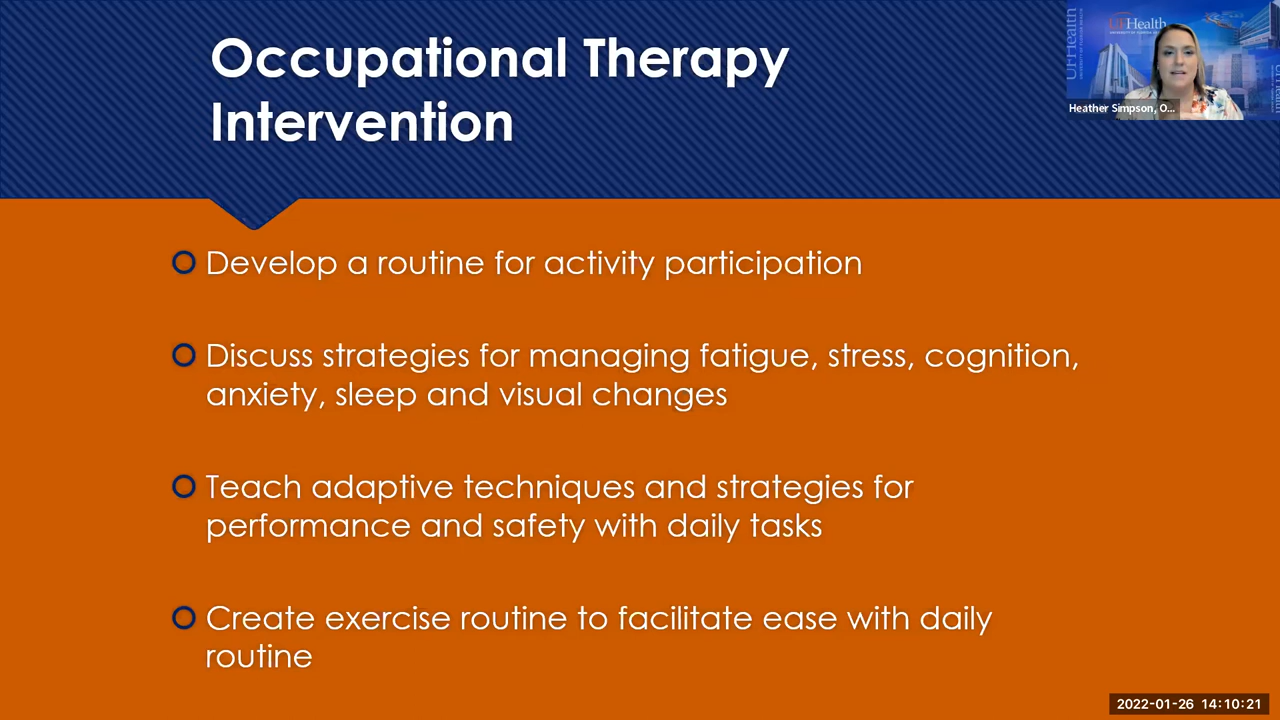 Occupational Therapy
Intervention
UFHealth
UFHealth
Heather Simpson, O...
Develop a routine for activity participation
Discuss strategies for managing fatigue, stress, cognition,
anxiety, sleep and visual changes
Teach adaptive techniques and strategies for
performance and safety with daily tasks
Create exercise routine to facilitate ease with daily
routine
2022-01-26 14:10:21